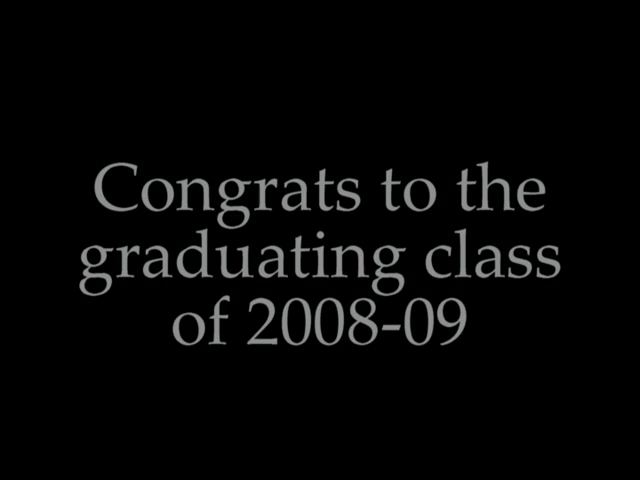 Congrats to the
graduating class
of 2008-09